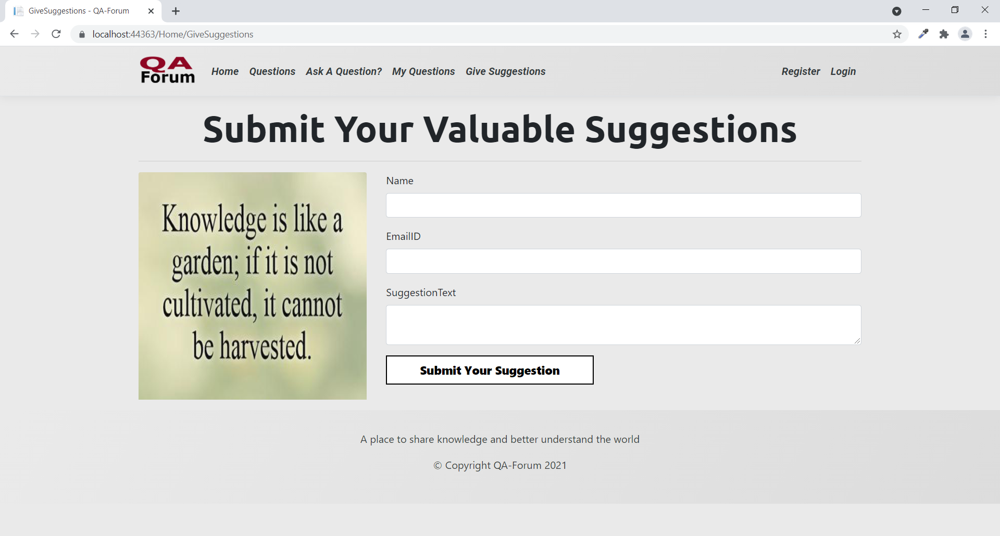 GiveSuggestions - QA-Forum
localhost:44363/Home/GiveSuggestions
QA
Forum
Home Questions Ask A Question? My Questions Give Suggestions Register Login
Submit Your Valuable Suggestions
Knowledge is like a
garden; if it is not
cultivated, it cannot
be harvested.
Name
EmailID
SuggestionText
Submit Your Suggestion
A place to share knowledge and better understand the world
© Copyright QA-Forum 2021